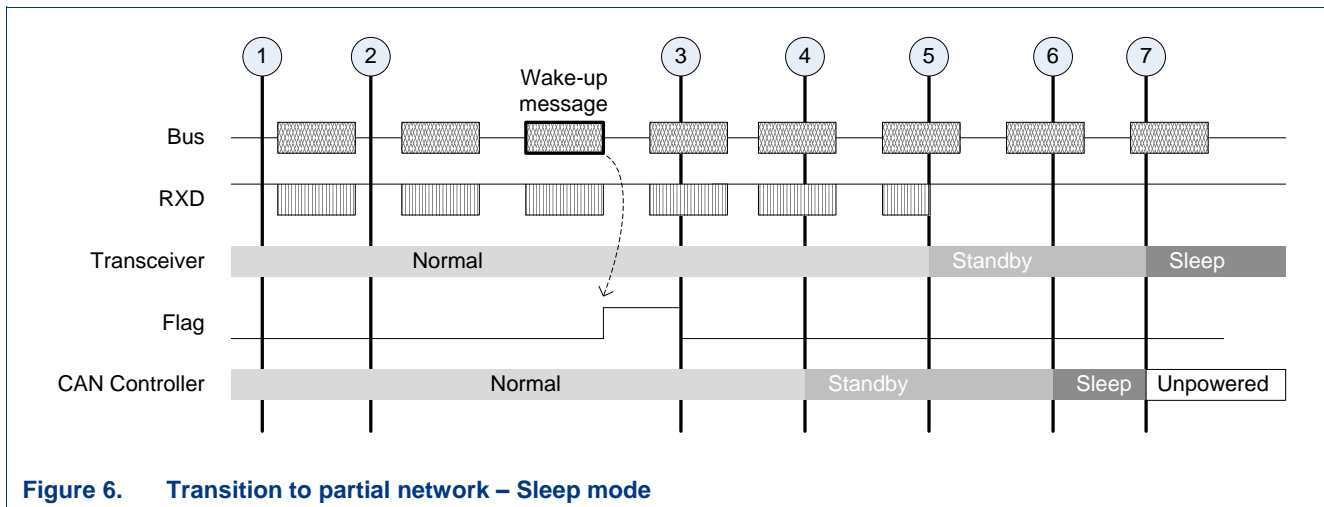 1 2 3 4 5 6 7
Wake-up
message
Bus
RXD
Transceiver Normal Standby Sleep
Flag
CAN Controller Normal Standby Sleep Unpowered
Figure 6. Transition to partial network – Sleep mode